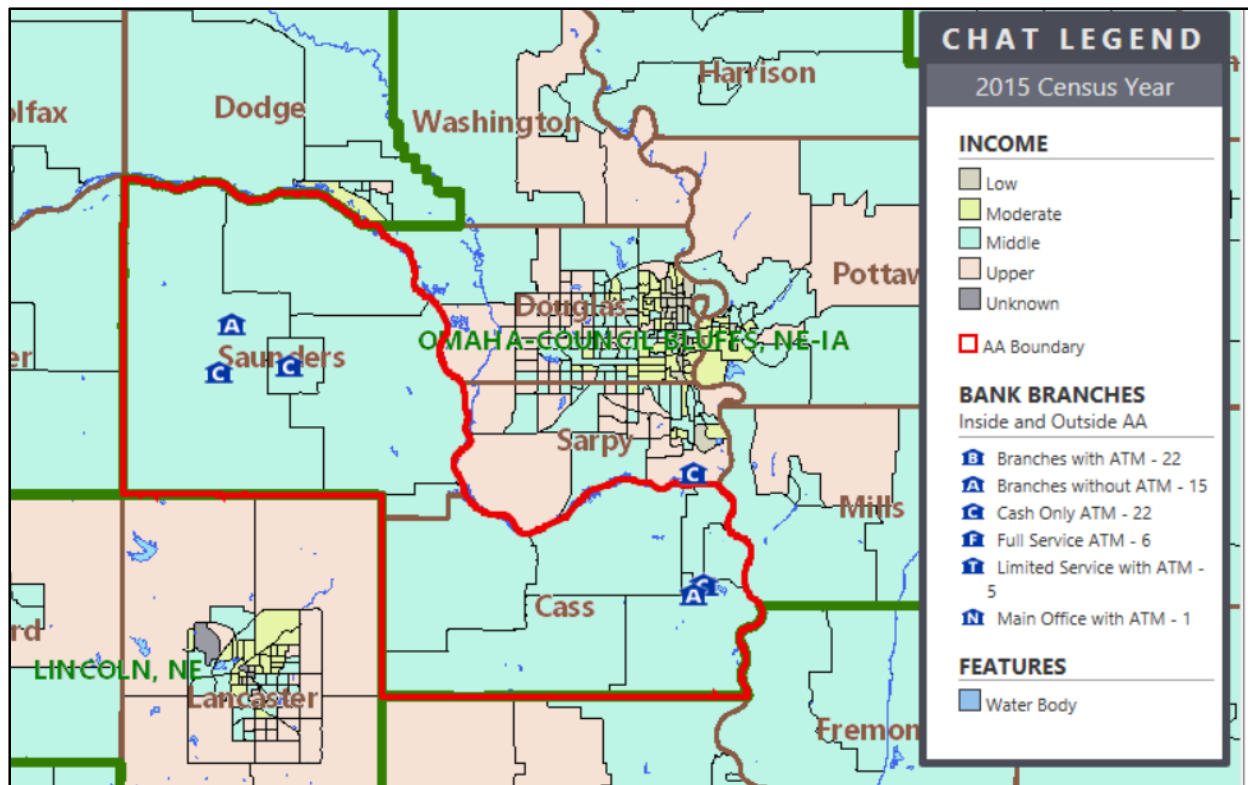 CHAT LEGEND
2015 Census Year
INCOME
Low
Moderate
Middle
Upper
Unknown
AA Boundary
BANK BRANCHES
Inside and Outside AA
B Branches with ATM - 22
A Branches without ATM - 15
C Cash Only ATM - 22
F Full Service ATM - 6
T Limited Service with ATM -
5
N Main Office with ATM - 1
FEATURES
Water Body
Harrison
Dodge
olfax
Washington
Pottaw
Douglas
OMAHA-COUNCIL BLUFFS, NE-IA
A
Saunders
er
C
C
Sarpy
C
Mills
C
A
Cass
rd
LINCOLN, NE
Lancaster
Fremon